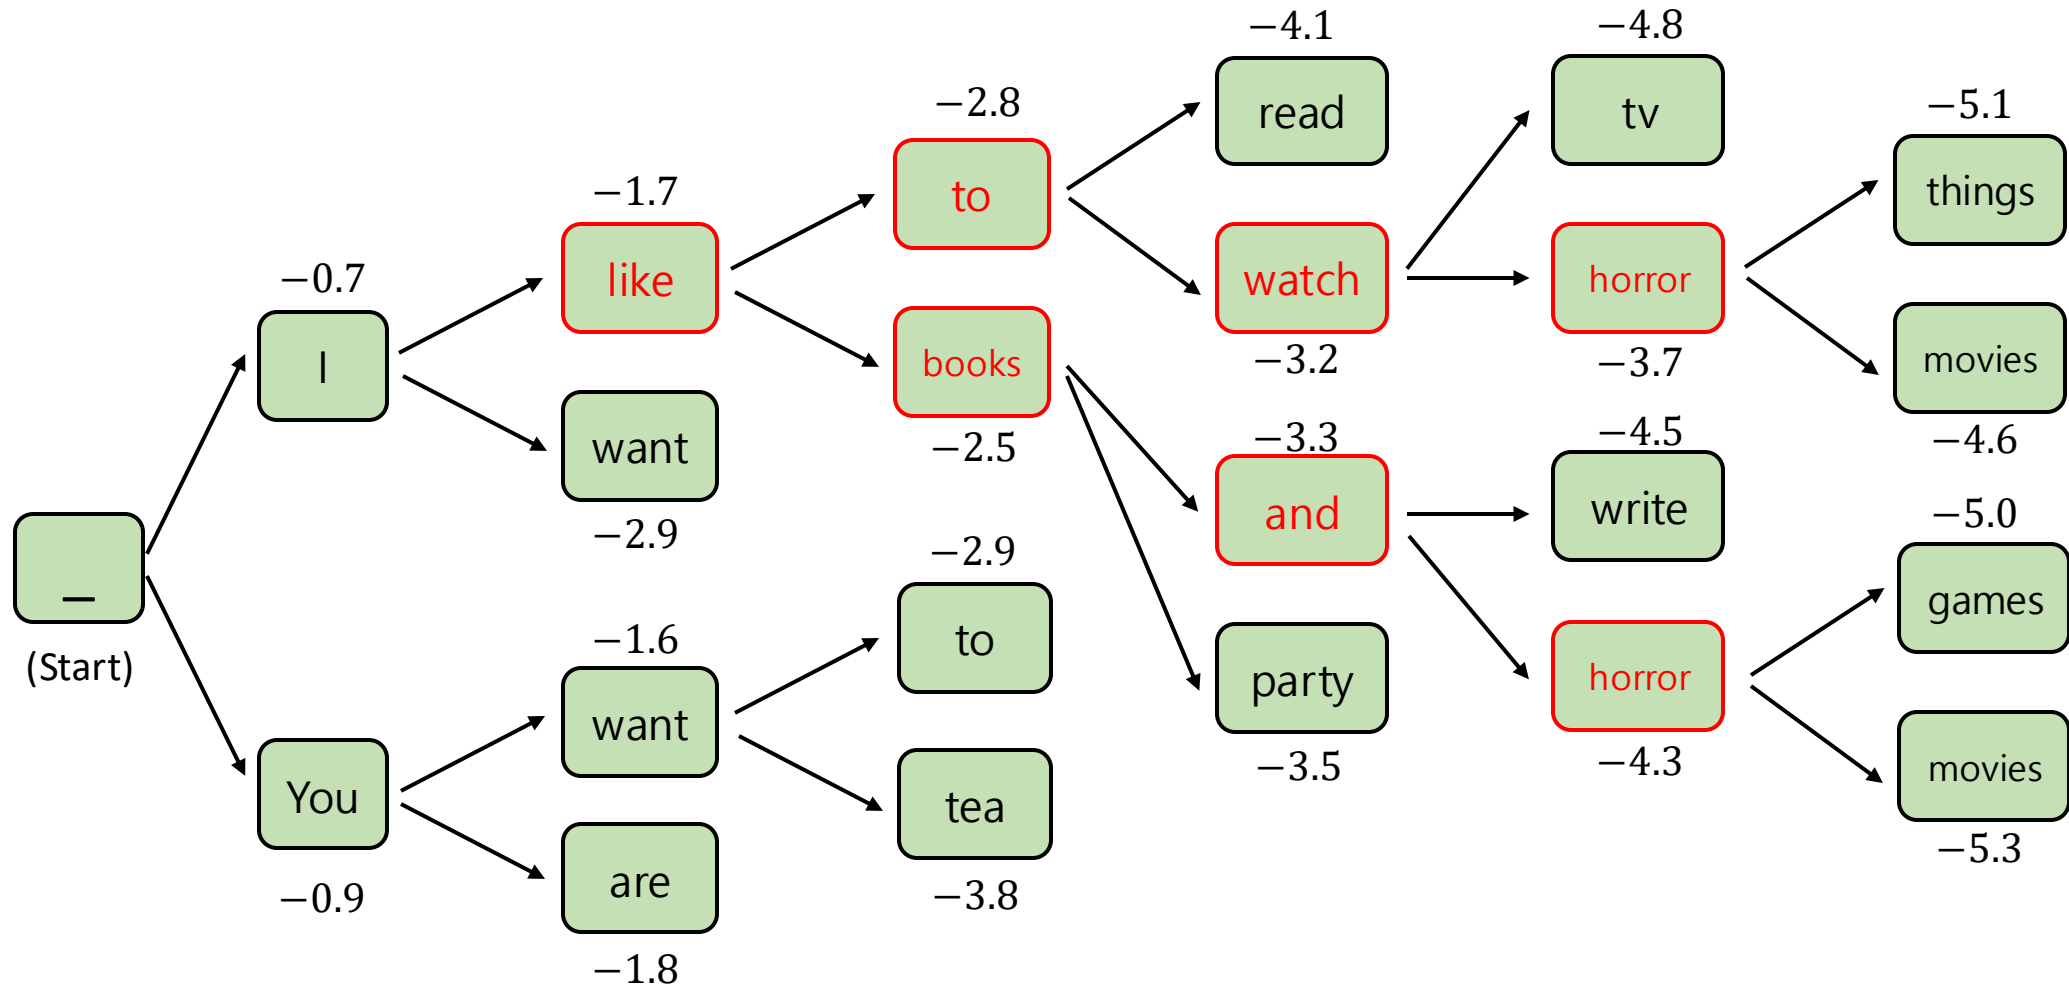 −4.1
−4.8
read
tv
−5.1
−2.8
things
to
−1.7
like
watch
horror
−0.7
−3.2
−3.7
movies
I
books
−2.5
−3.3
−4.5
−4.6
want
and
write
−5.0
−2.9
−2.9
games
_
(Start)
−1.6
to
party
horror
want
−3.5
−4.3
movies
You
tea
−5.3
−0.9
are
−3.8
−1.8